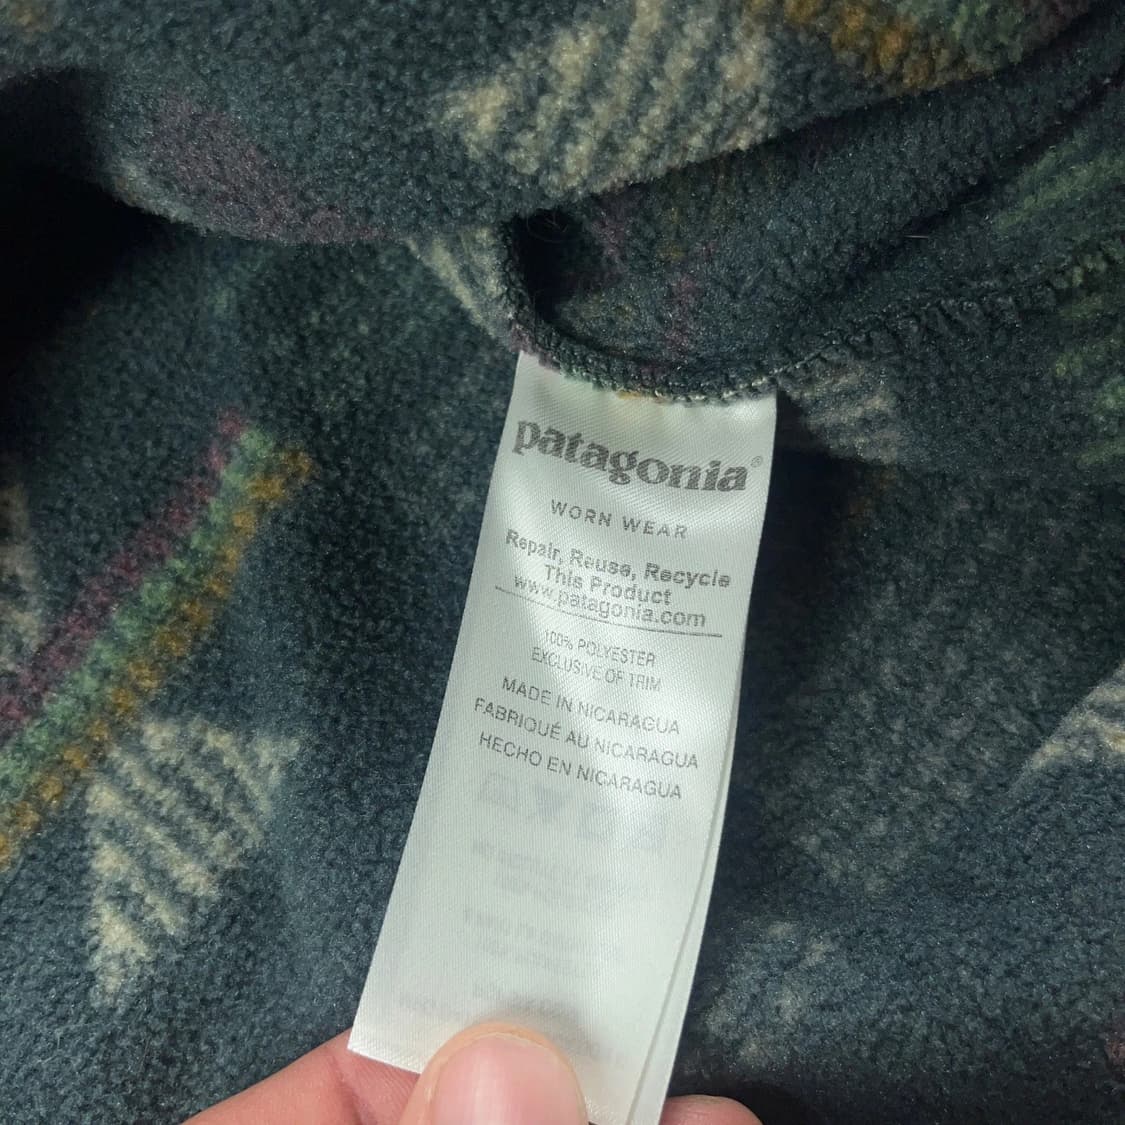 patagonia®
WORN WEAR
Repair, Reuse, Recycle
This Product
www.patagonia.com
100% POLYESTER
EXCLUSIVE OF TRIM
MADE IN NICARAGUA
FABRIQUÉ AU NICARAGUA
HECHO EN NICARAGUA